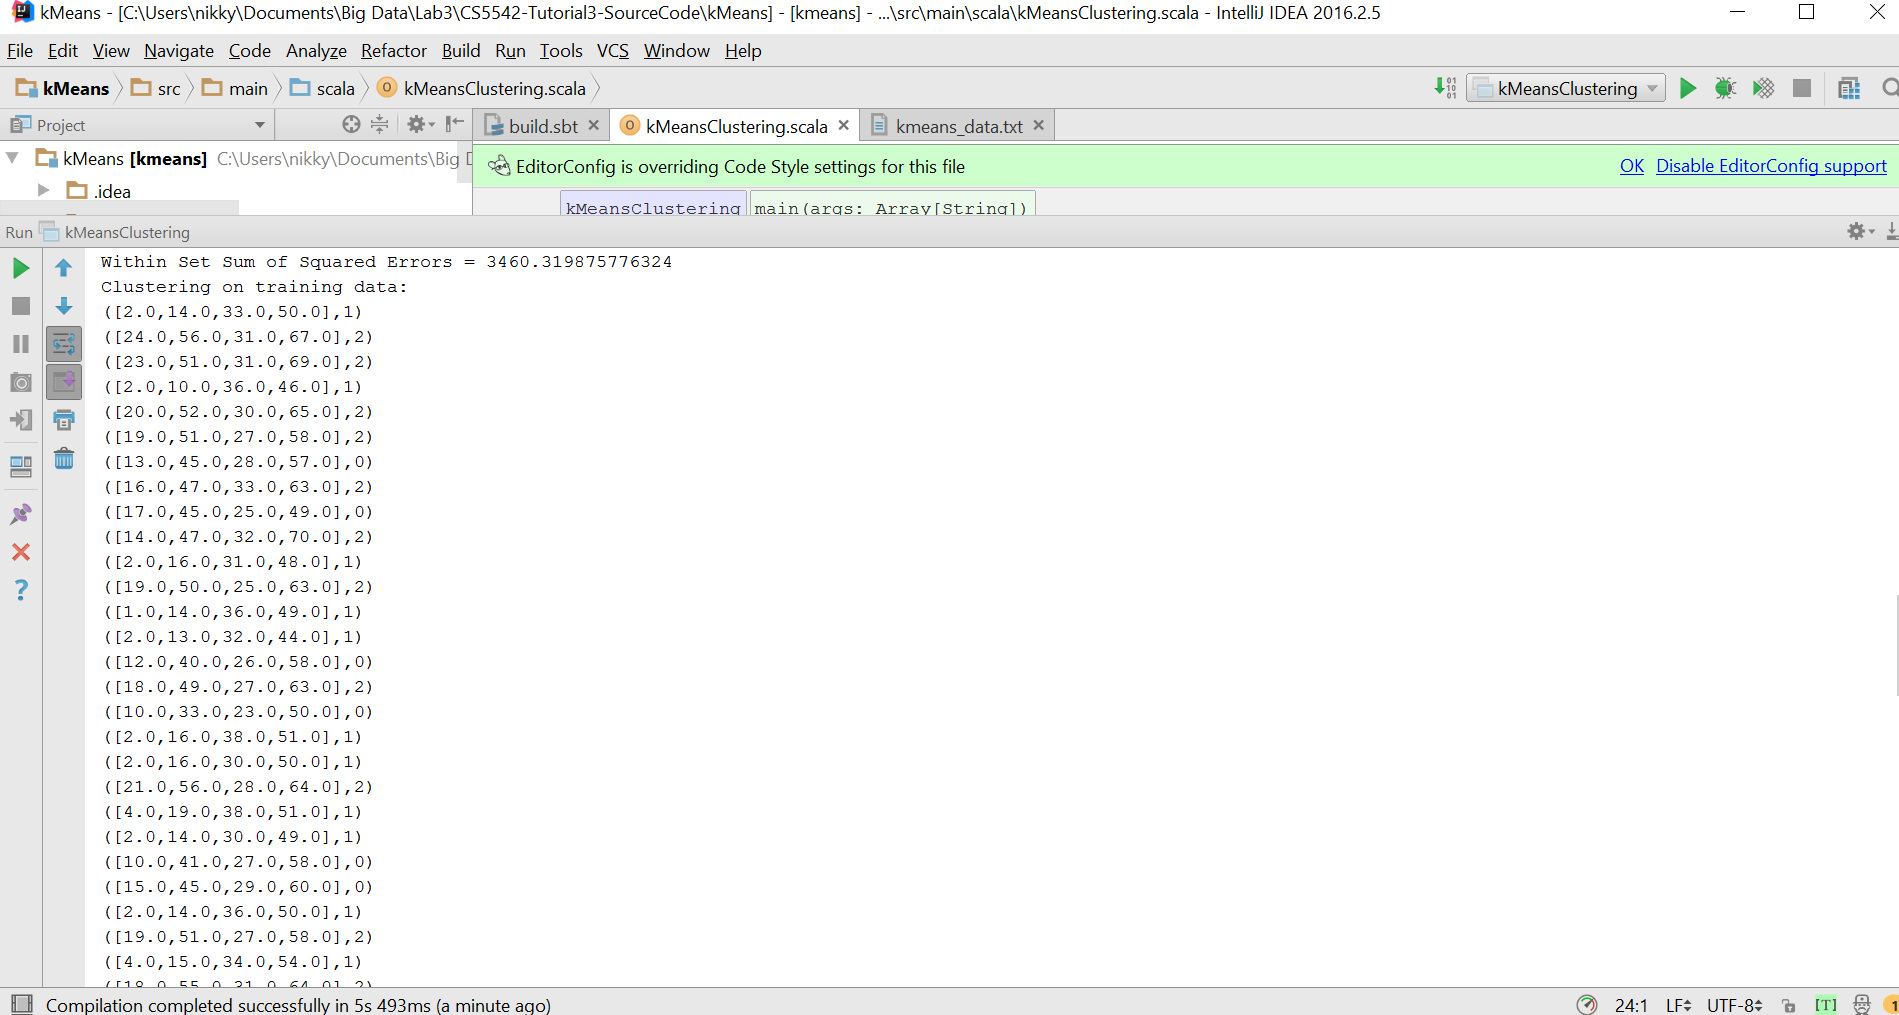 kMeans - [C:\Users\nikky\Documents\Big Data\Lab3\CS5542-Tutorial3-SourceCode\kMeans] - [kmeans] - ...\src\main\scala\kMeansClustering.scala - IntelliJ IDEA 2016.2.5
File Edit View Navigate Code Analyze Refactor Build Run Tools VCS Window Help
kMeans src main scala kMeansClustering.scala kMeansClustering
Project build.sbt kMeansClustering.scala kmeans_data.txt
kMeans [kmeans] C:\Users\nikky\Documents\Big
EditorConfig is overriding Code Style settings for this file OK Disable EditorConfig support
.idea
kMeansClustering main(args: Array[String])
Run kMeansClustering
Within Set Sum of Squared Errors = 3460.319875776324
Clustering on training data:
([2.0,14.0,33.0,50.0],1)
([24.0,56.0,31.0,67.0],2)
([23.0,51.0,31.0,69.0],2)
([2.0,10.0,36.0,46.0],1)
([20.0,52.0,30.0,65.0],2)
([19.0,51.0,27.0,58.0],2)
([13.0,45.0,28.0,57.0],0)
([16.0,47.0,33.0,63.0],2)
([17.0,45.0,25.0,49.0],0)
([14.0,47.0,32.0,70.0],2)
([2.0,16.0,31.0,48.0],1)
([19.0,50.0,25.0,63.0],2)
([1.0,14.0,36.0,49.0],1)
([2.0,13.0,32.0,44.0],1)
([12.0,40.0,26.0,58.0],0)
([18.0,49.0,27.0,63.0],2)
([10.0,33.0,23.0,50.0],0)
([2.0,16.0,38.0,51.0],1)
([2.0,16.0,30.0,50.0],1)
([21.0,56.0,28.0,64.0],2)
([4.0,19.0,38.0,51.0],1)
([2.0,14.0,30.0,49.0],1)
([10.0,41.0,27.0,58.0],0)
([15.0,45.0,29.0,60.0],0)
([2.0,14.0,36.0,50.0],1)
([19.0,51.0,27.0,58.0],2)
([4.0,15.0,34.0,54.0],1)
([18.0,55.0,31.0,64.0],2)
Compilation completed successfully in 5s 493ms (a minute ago) 24:1 LF UTF-8 [T] 1